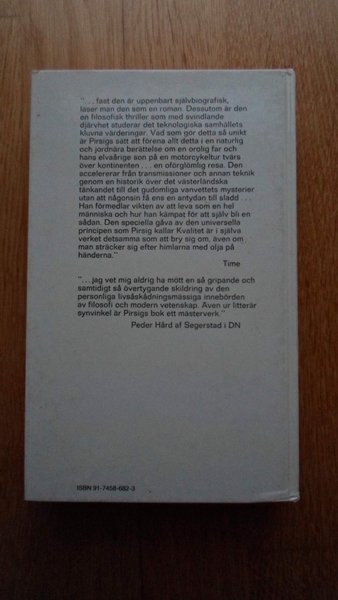 "... fast den är uppenbart självbiografisk,
läser man den som en roman. Dessutom är den
en filosofisk thriller som med svindlande
djärvhet studerar det teknologiska samhällets
kluvna värderingar. Vad som gör detta så unikt
är Pirsigs sätt att förena allt detta i en naturlig
och jordnära berättelse om en orolig far och
hans elvaårige son på en motorcykeltur tvärs
över kontinenten ... en oförglömlig resa. Den
accelererar från transmissioner och annan teknik
genom en historik över det västerländska
tänkandet till det gudomliga vanvettets mysterier
utan att någonsin få ens en antydan till sladd ...
Han förmedlar vikten av att leva som en hel
människa och hur han kämpat för att själv bli en
sådan. Den speciella gåva av den universella
principen som Pirsig kallar Kvalitet är i själva
verket detsamma som att bry sig om, även om
man sträcker sig efter himlarna med olja på
händerna."
Time
"... jag vet mig aldrig ha mött en så gripande och
samtidigt så övertygande skildring av den
personliga livsåskådningsmässiga innebörden
av filosofi och modern vetenskap. Även ur litterär
synvinkel är Pirsigs bok ett mästerverk."
Peder Hård af Segerstad i DN
ISBN 91-7458-682-3